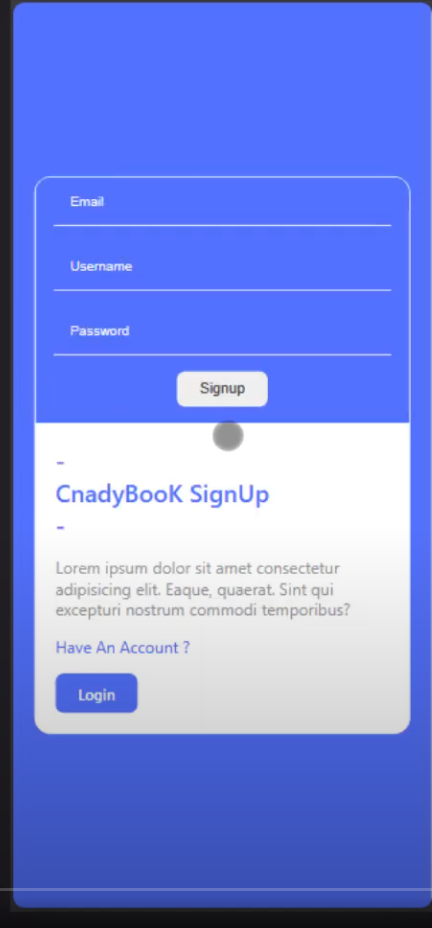 Email
Username
Password
Signup
-
CnadyBooK SignUp
-
Lorem ipsum dolor sit amet consectetur
adipisicing elit. Eaque, quaerat. Sint qui
excepturi nostrum commodi temporibus?
Have An Account ?
Login